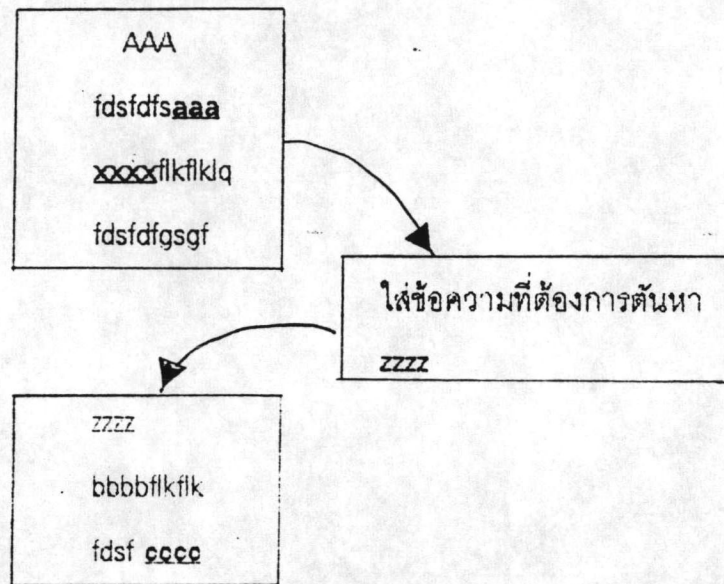 AAA
fdsfdfsaaa
xxxxflkflklq
fdsfdfgsgf
ใส่ข้อความที่ต้องการค้นหา
zzzz
zzzz
bbbbflkflk
fdsf cccc